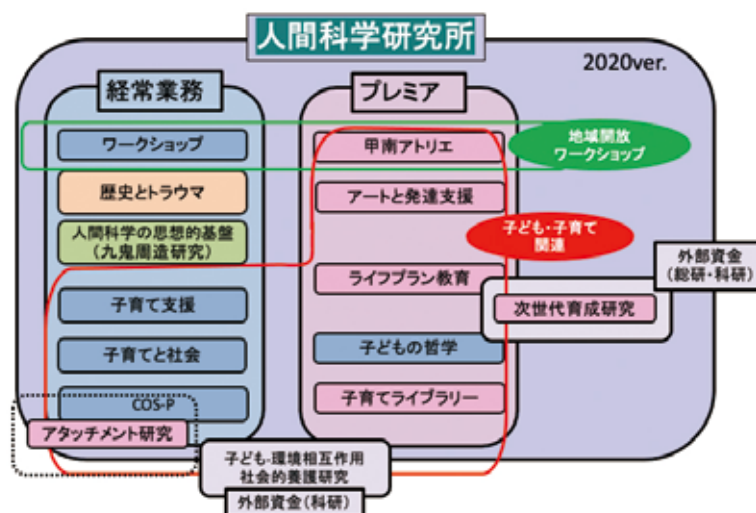 人間科学研究所
2020ver.
経常業務
ワークショップ
歴史とトラウマ
人間科学の思想的基盤
(九鬼周造研究)
子育て支援
子育てと社会
COS-P
アタッチメント研究
プレミア
甲南アトリエ
アートと発達支援
ライフプラン教育
子どもの哲学
子育てライブラリー
地域開放
ワークショップ
子ども・子育て
関連
外部資金
(総研・科研)
次世代育成研究
子ども-環境相互作用
社会的養護研究
外部資金(科研)